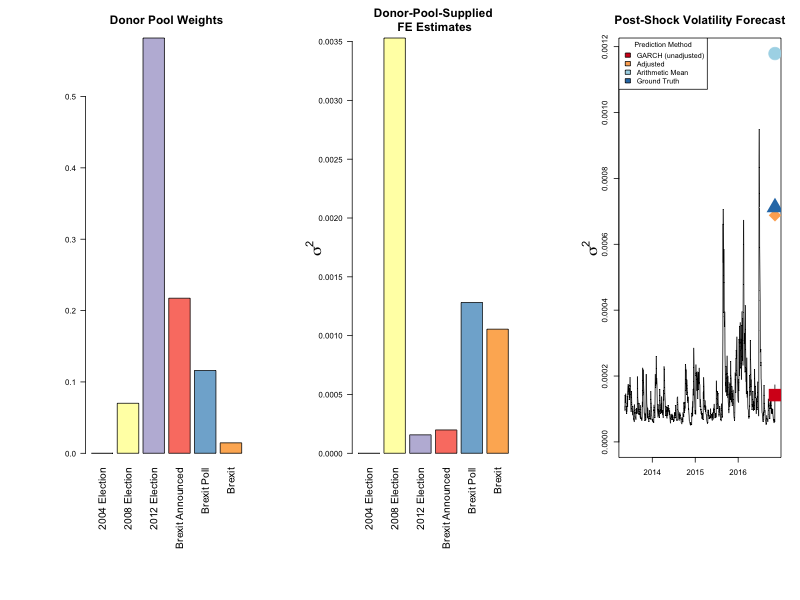 Donor Pool Weights
0.5
0.4
0.3
0.2
0.1
0.0
2004 Election
2008 Election
2012 Election
Brexit Announced
Brexit Poll
Brexit
Donor-Pool-Supplied
FE Estimates
σ²
0.0035
0.0030
0.0025
0.0020
0.0015
0.0010
0.0005
0.0000
2004 Election
2008 Election
2012 Election
Brexit Announced
Brexit Poll
Brexit
Post-Shock Volatility Forecast
Prediction Method
GARCH (unadjusted)
Adjusted
Arithmetic Mean
Ground Truth
σ²
0.0012
0.0010
0.0008
0.0006
0.0004
0.0002
0.0000
2014
2015
2016